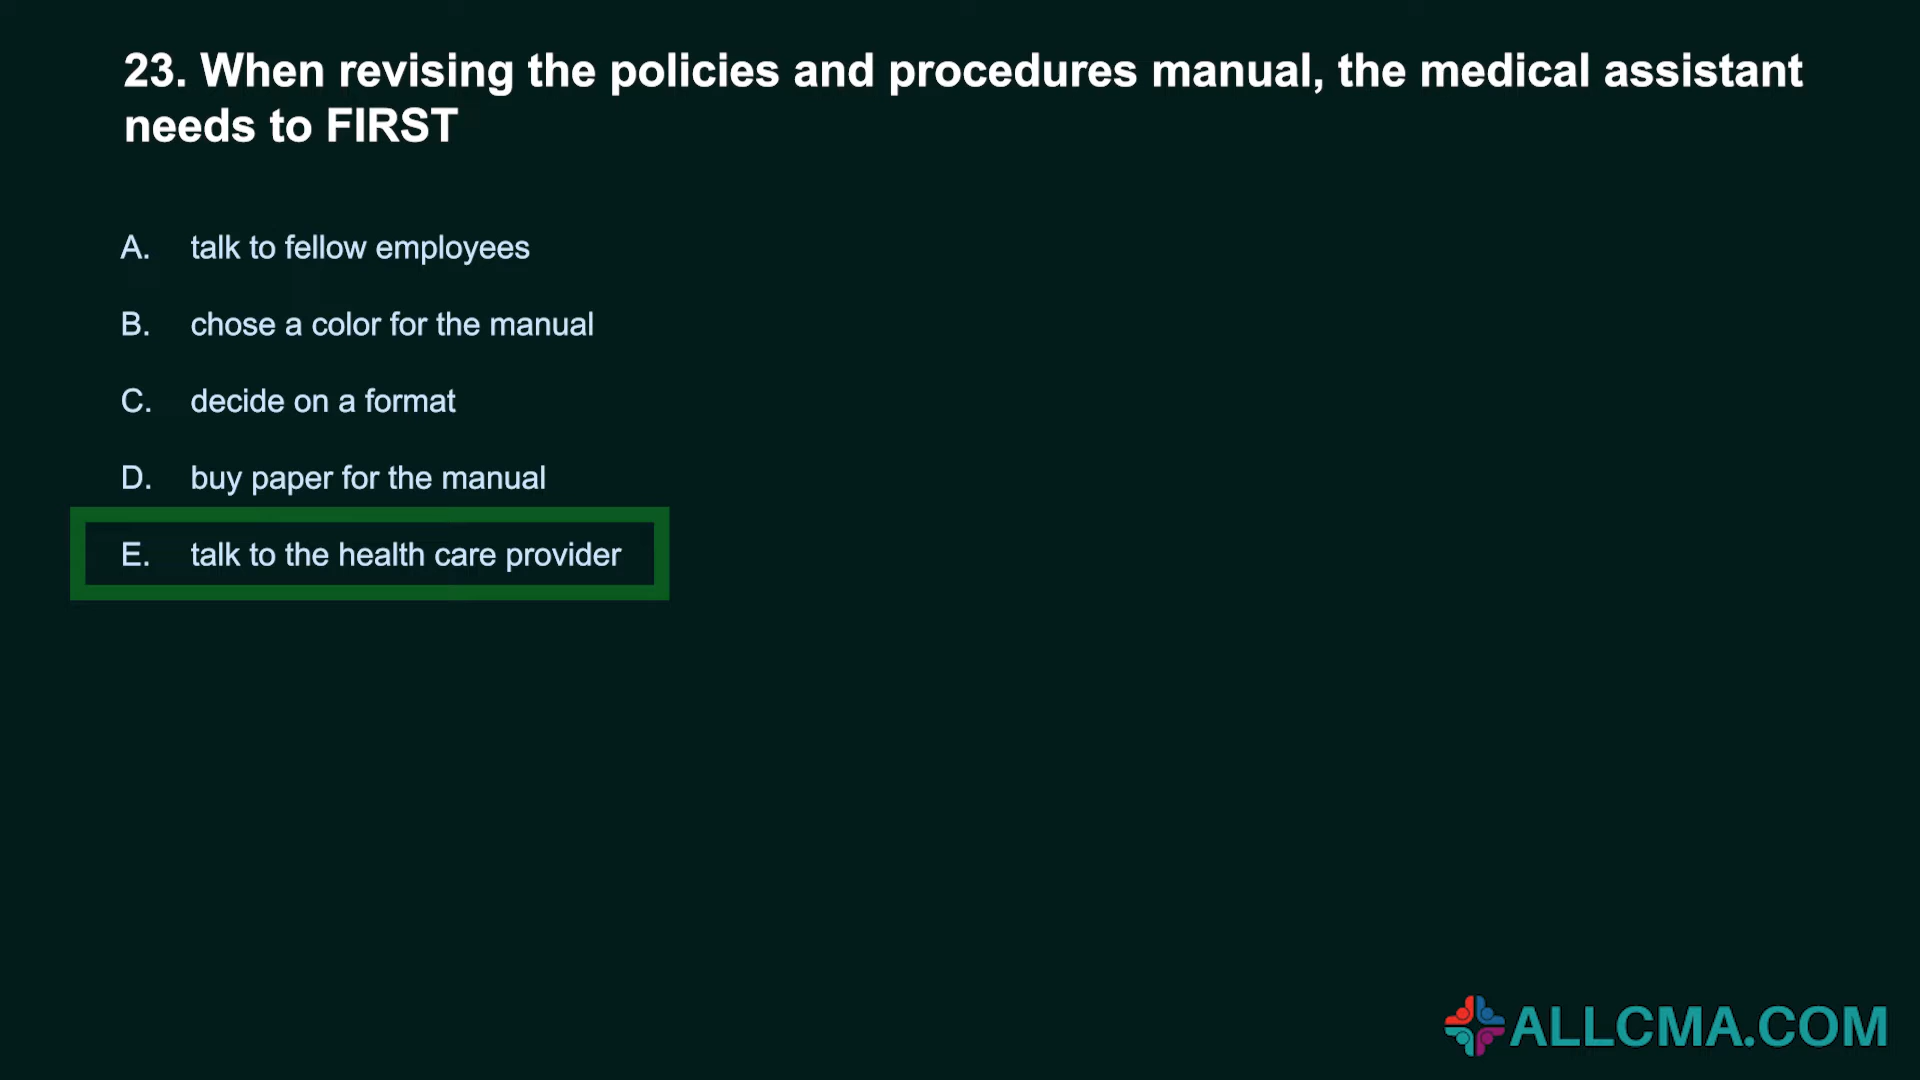 23. When revising the policies and procedures manual, the medical assistant
needs to FIRST
A. talk to fellow employees
B. chose a color for the manual
C. decide on a format
D. buy paper for the manual
E. talk to the health care provider
ALLCMA.COM